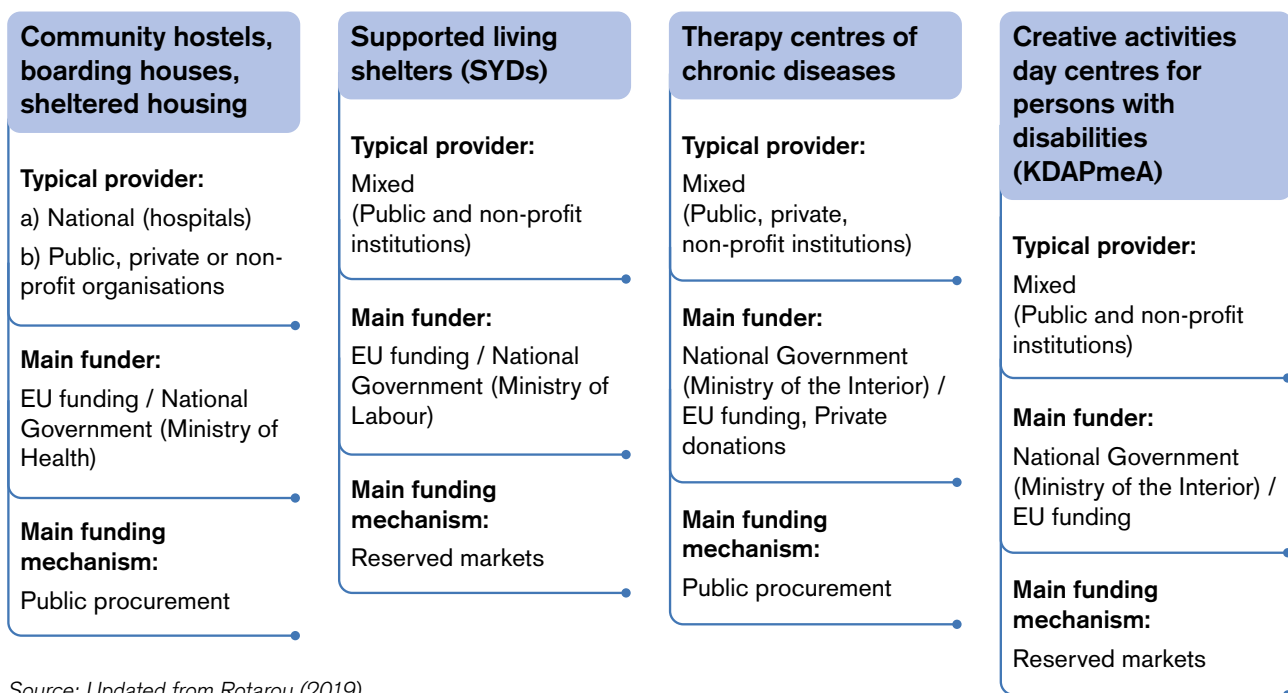 Community hostels,
boarding houses,
sheltered housing
Typical provider:
a) National (hospitals)
b) Public, private or non-
profit organisations
Main funder:
EU funding / National
Government (Ministry of
Health)
Main funding
mechanism:
Public procurement
Supported living
shelters (SYDs)
Typical provider:
Mixed
(Public and non-profit
institutions)
Main funder:
EU funding / National
Government (Ministry of
Labour)
Main funding
mechanism:
Reserved markets
Therapy centres of
chronic diseases
Typical provider:
Mixed
(Public, private,
non-profit institutions)
Main funder:
National Government
(Ministry of the Interior) /
EU funding, Private
donations
Main funding
mechanism:
Public procurement
Creative activities
day centres for
persons with
disabilities
(KDAPmeA)
Typical provider:
Mixed
(Public and non-profit
institutions)
Main funder:
National Government
(Ministry of the Interior) /
EU funding
Main funding
mechanism:
Reserved markets
Source: Updated from Rotarou (2019)